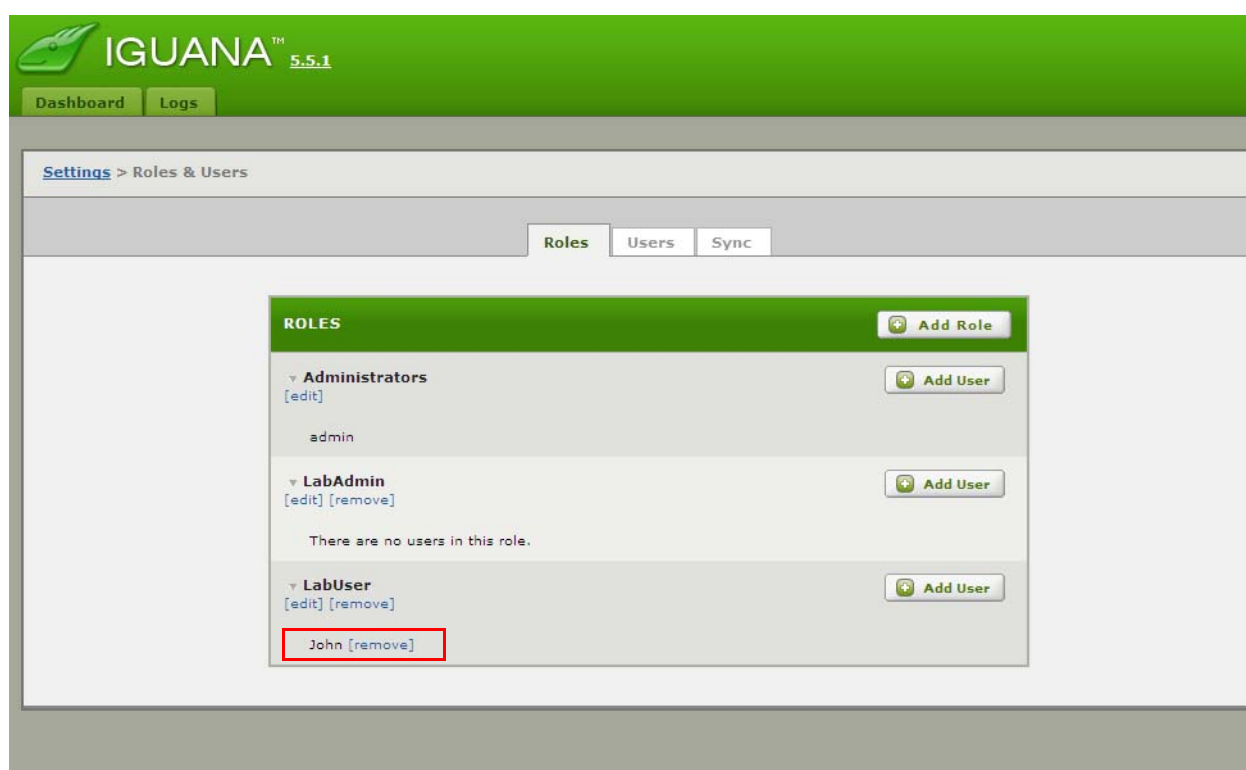 IGUANA™ 5.5.1
Dashboard Logs
Settings > Roles & Users
Roles Users Sync
ROLES Add Role
Administrators Add User
[edit]
admin
LabAdmin Add User
[edit] [remove]
There are no users in this role.
LabUser Add User
[edit] [remove]
John [remove]